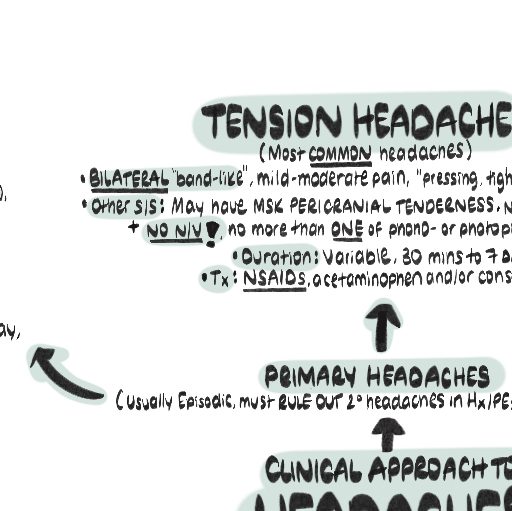 TENSION HEADACHE
(Most COMMON headaches)
• BILATERAL "band-like", mild-moderate pain, "pressing, tigh
),
• Other S/S: May have MSK PERICRANIAL TENDERNESS. N
+ NO N/V!, no more than ONE of phono- or photop
• Duration: Variable, 30 mins to 7 D
• Tx: NSAIDs, acetaminophen and/or cons
ay,
PRIMARY HEADACHES
(Usually Episodic, must RULE OUT 2° headaches in Hx/PE
CLINICAL APPROACH TO
HEADACHES